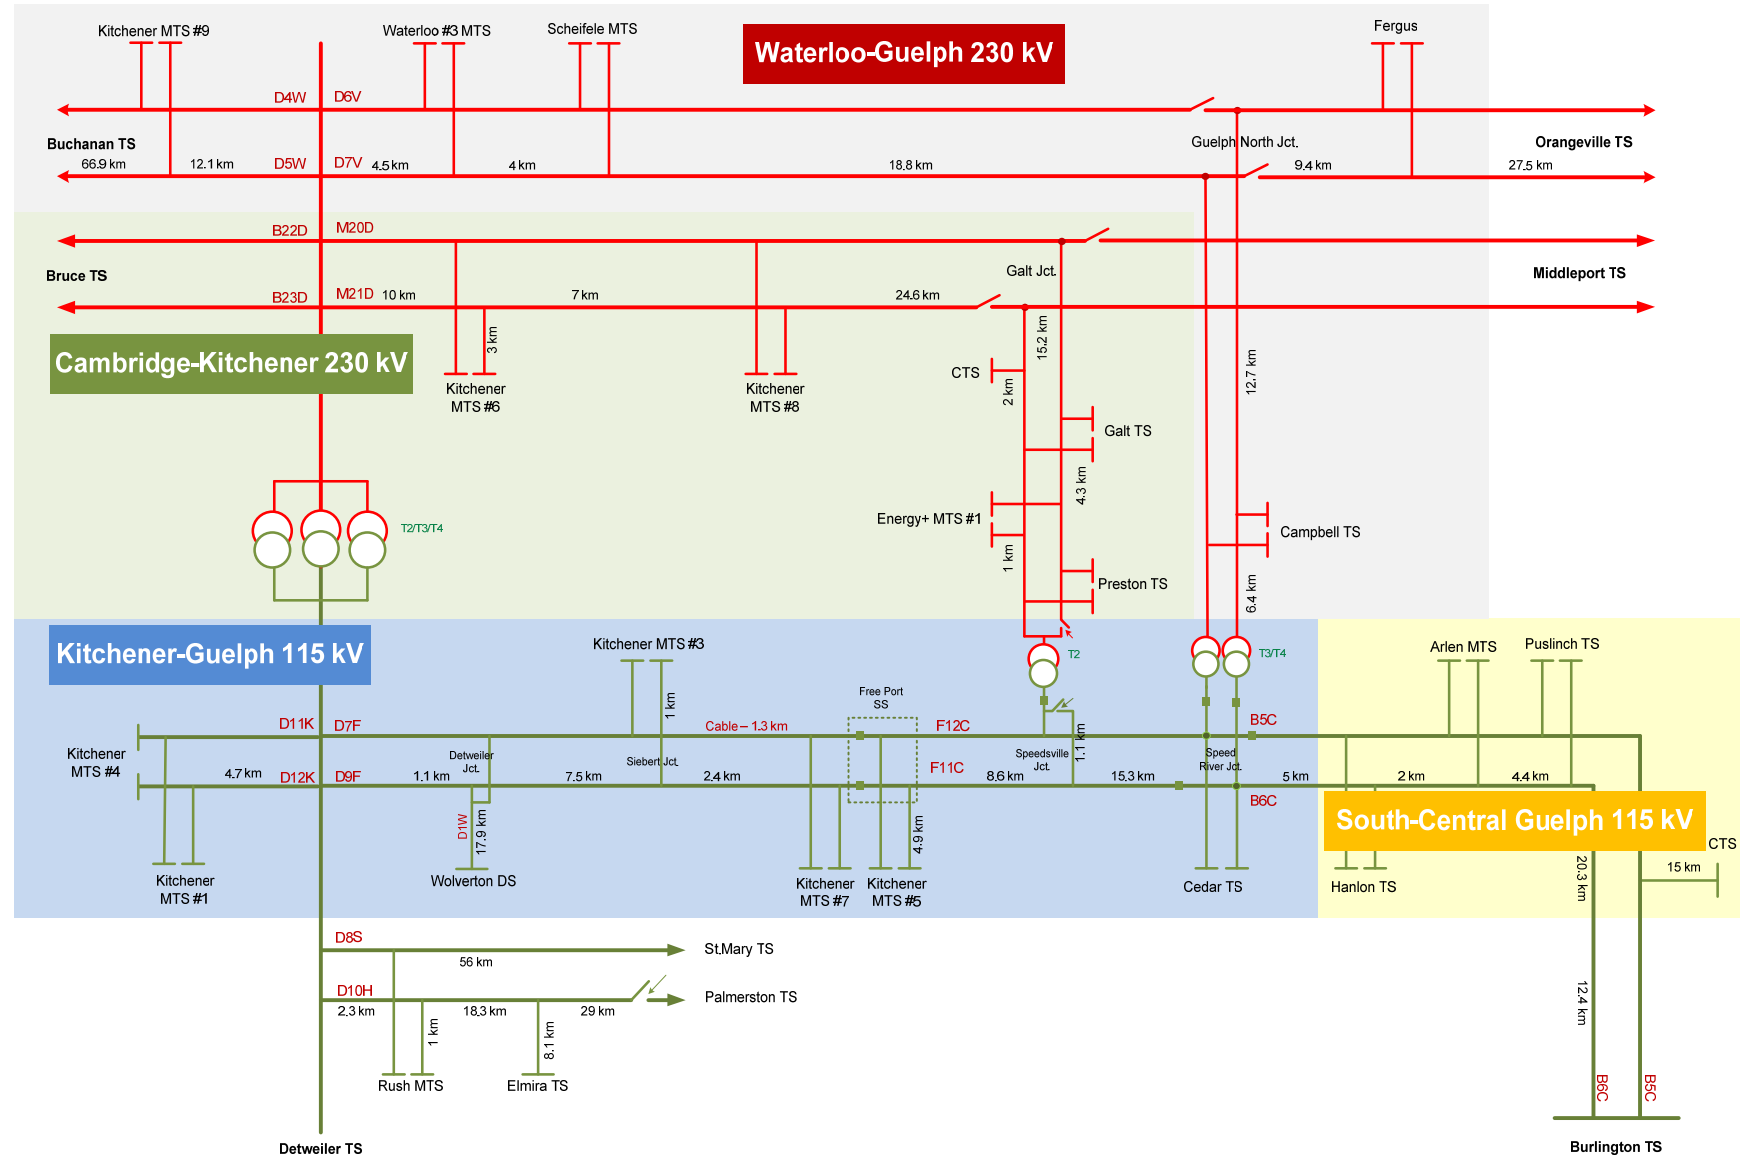 Kitchener MTS #9
Waterloo #3 MTS
Scheifele MTS
Fergus
Waterloo-Guelph 230 kV
D4W
D6V
Buchanan TS
Guelph North Jct.
Orangeville TS
66.9 km
12.1 km
D5W
D7V
4.5 km
4 km
18.8 km
9.4 km
27.5 km
B22D
M20D
Bruce TS
Galt Jct.
Middleport TS
B23D
M21D
10 km
7 km
24.6 km
Cambridge-Kitchener 230 kV
3 km
15.2 km
12.7 km
CTS
2 km
Kitchener
MTS #6
Kitchener
MTS #8
Galt TS
4.3 km
Energy+ MTS #1
T2/T3/T4
Campbell TS
1 km
Preston TS
6.4 km
Kitchener-Guelph 115 kV
Kitchener MTS #3
T2
T3/T4
Arlen MTS
Puslinch TS
1 km
Free Port
SS
D11K
D7F
Cable – 1.3 km
F12C
B5C
Kitchener
MTS #4
Detweiler
Jct.
Siebert Jct.
Speedsville
Jct.
1.1 km
Speed
River Jct.
4.7 km
D12K
D9F
1.1 km
7.5 km
2.4 km
F11C
8.6 km
15.3 km
5 km
2 km
4.4 km
B6C
South-Central Guelph 115 kV
D1W
17.9 km
4.9 km
CTS
Kitchener
MTS #1
Wolverton DS
Kitchener
MTS #7
Kitchener
MTS #5
Cedar TS
Hanlon TS
20.3 km
15 km
D8S
St.Mary TS
56 km
D10H
Palmerston TS
2.3 km
18.3 km
29 km
12.4 km
1 km
8.1 km
Rush MTS
Elmira TS
B6C
B5C
Detweiler TS
Burlington TS